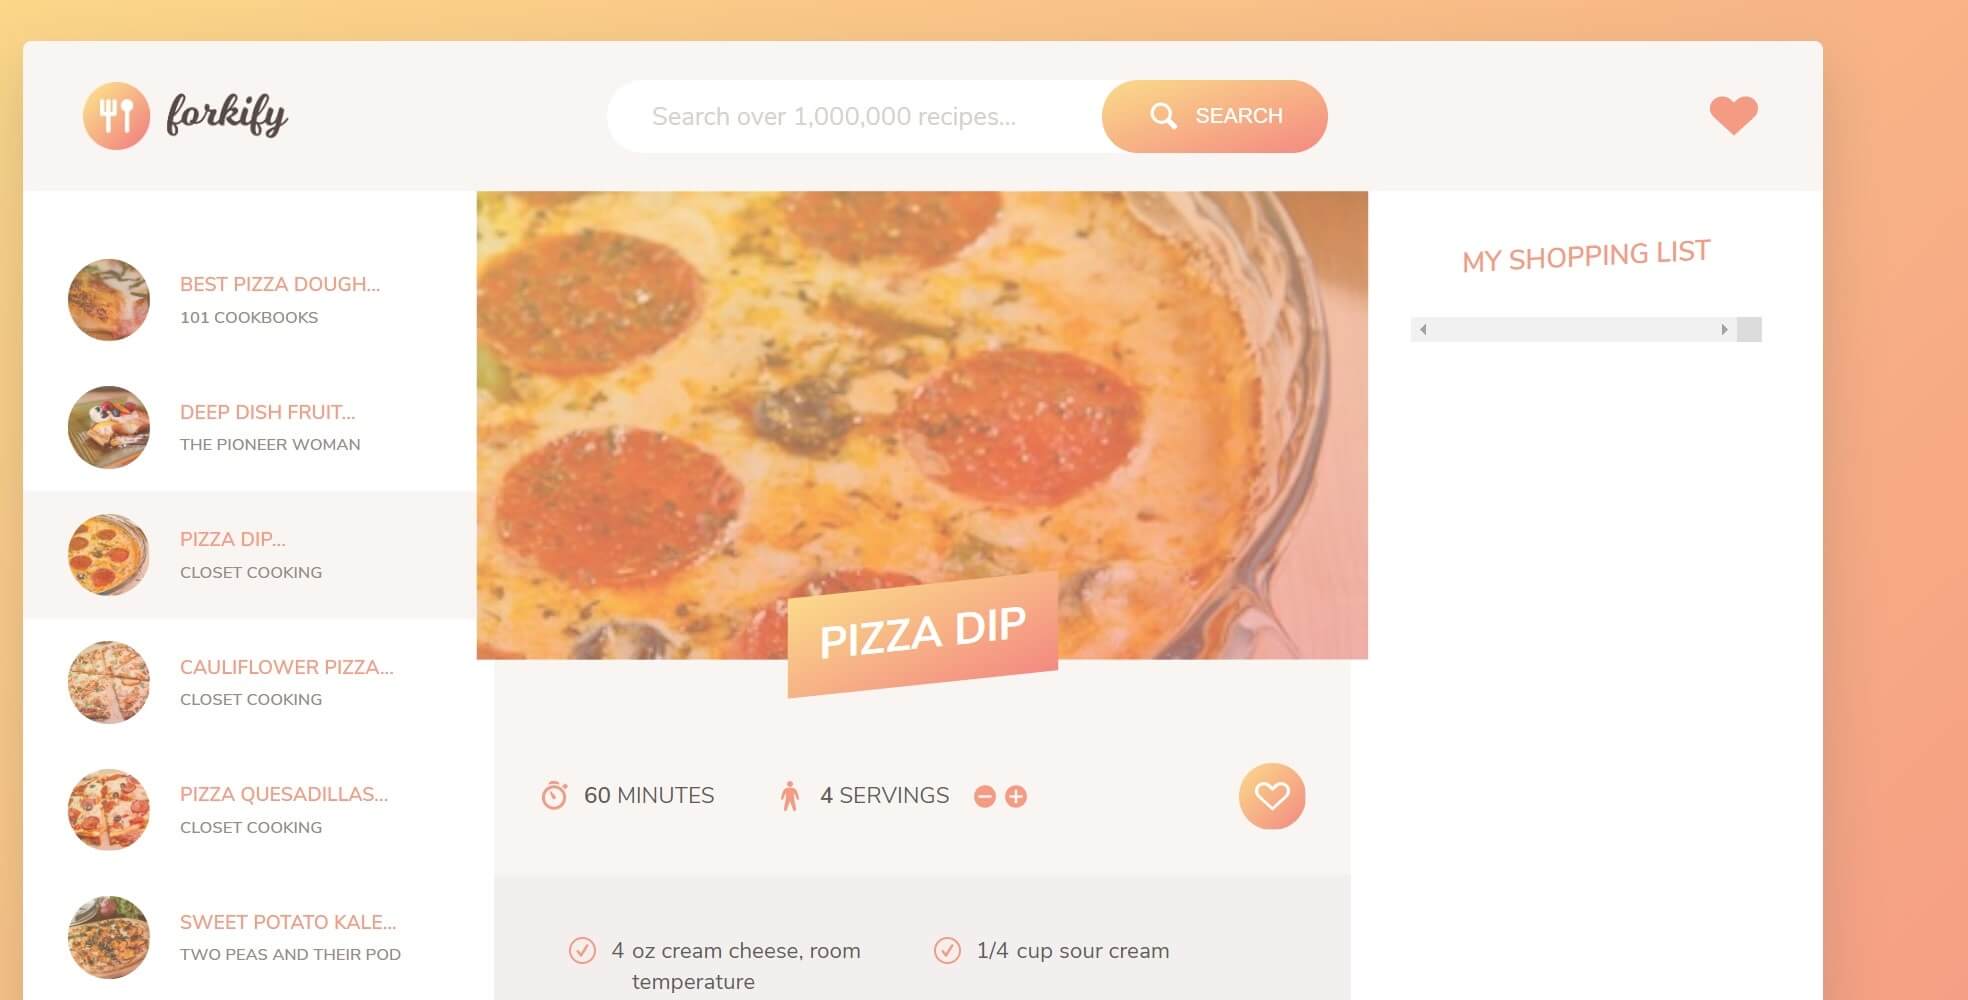 forkify
Search over 1,000,000 recipes...
SEARCH
BEST PIZZA DOUGH...
101 COOKBOOKS
DEEP DISH FRUIT...
THE PIONEER WOMAN
PIZZA DIP...
CLOSET COOKING
CAULIFLOWER PIZZA...
CLOSET COOKING
PIZZA QUESADILLAS...
CLOSET COOKING
SWEET POTATO KALE...
TWO PEAS AND THEIR POD
PIZZA DIP
60 MINUTES
4 SERVINGS
4 oz cream cheese, room
temperature
1/4 cup sour cream
MY SHOPPING LIST